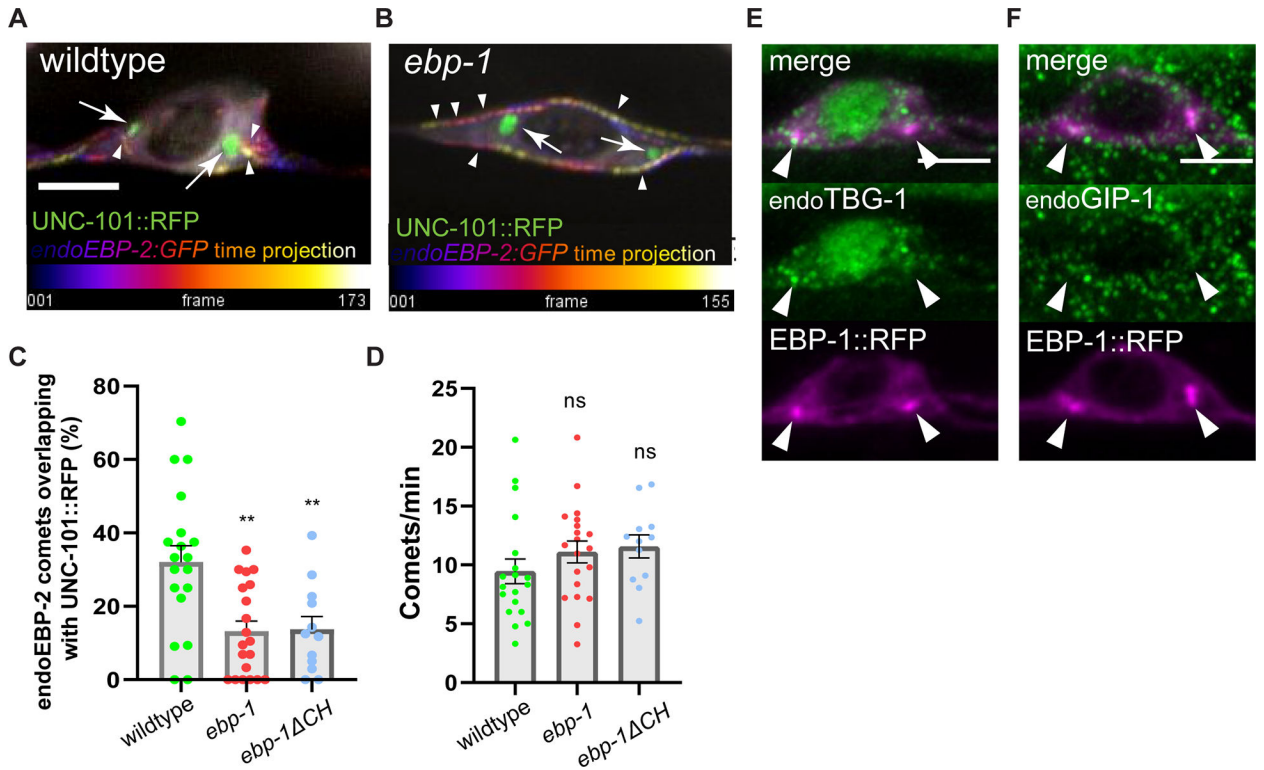 A
wildtype
UNC-101::RFP
endoEBP-2:GFP time projection
001 frame 173
B
ebp-1
UNC-101::RFP
endoEBP-2:GFP time projection
001 frame 155
C
endoEBP-2 comets overlapping
with UNC-101::RFP (%)
80
60
40
20
0
**
**
wildtype
ebp-1
ebp-1ΔCH
D
Comets/min
25
20
15
10
5
0
ns
ns
wildtype
ebp-1
ebp-1ΔCH
E
merge
endoTBG-1
EBP-1::RFP
F
merge
endoGIP-1
EBP-1::RFP